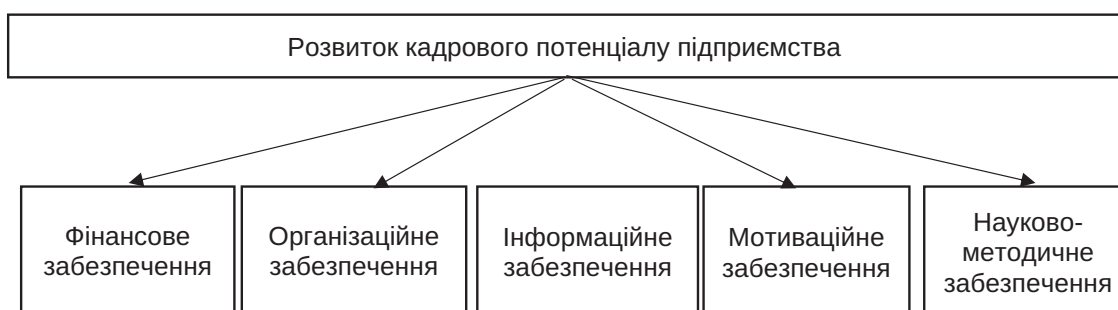 Розвиток кадрового потенціалу підприємства
Фінансове
забезпечення
Організаційне
забезпечення
Інформаційне
забезпечення
Мотиваційне
забезпечення
Науково-
методичне
забезпечення